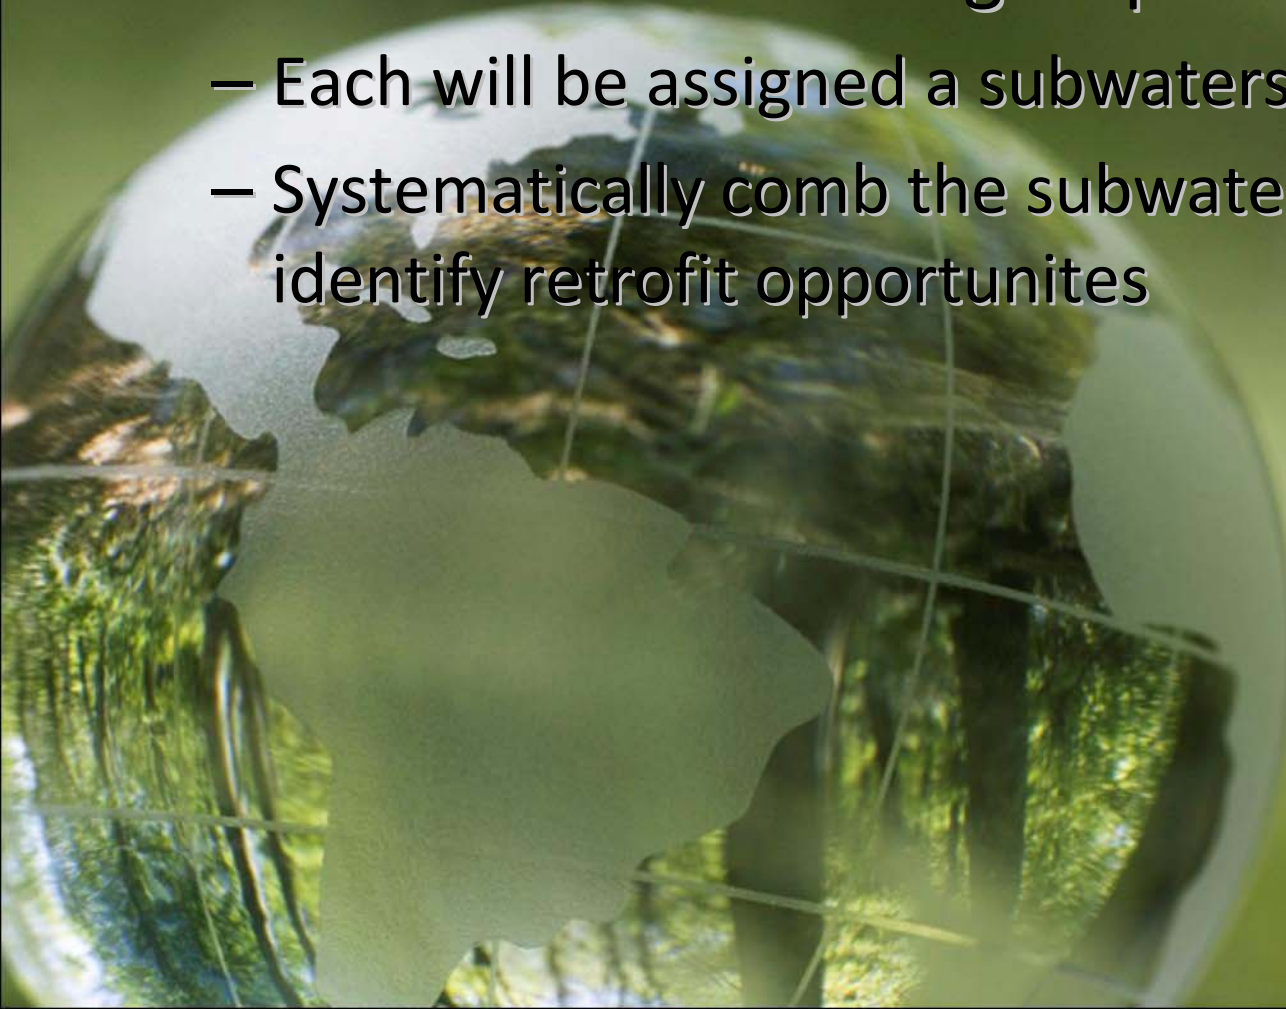 – Each will be assigned a subwaters
– Systematically comb the subwate
identify retrofit opportunites